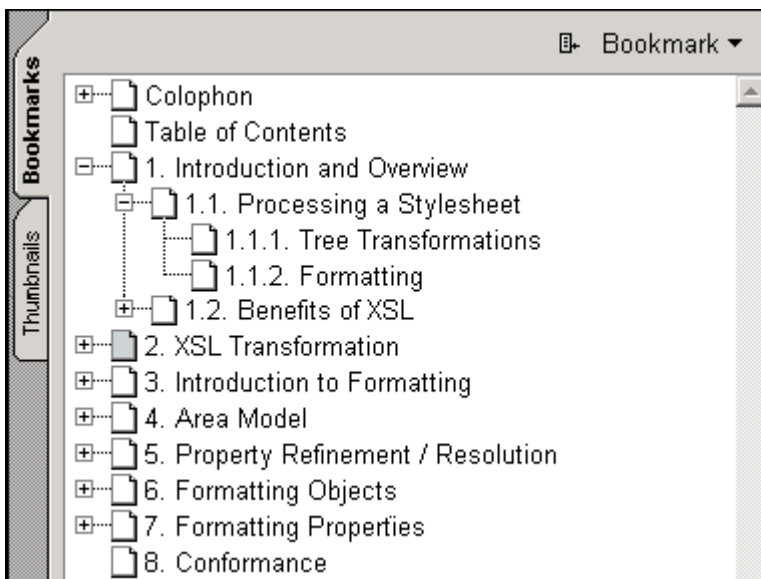 Bookmark
Bookmarks
Thumbnails
Colophon
Table of Contents
1. Introduction and Overview
1.1. Processing a Stylesheet
1.1.1. Tree Transformations
1.1.2. Formatting
1.2. Benefits of XSL
2. XSL Transformation
3. Introduction to Formatting
4. Area Model
5. Property Refinement / Resolution
6. Formatting Objects
7. Formatting Properties
8. Conformance